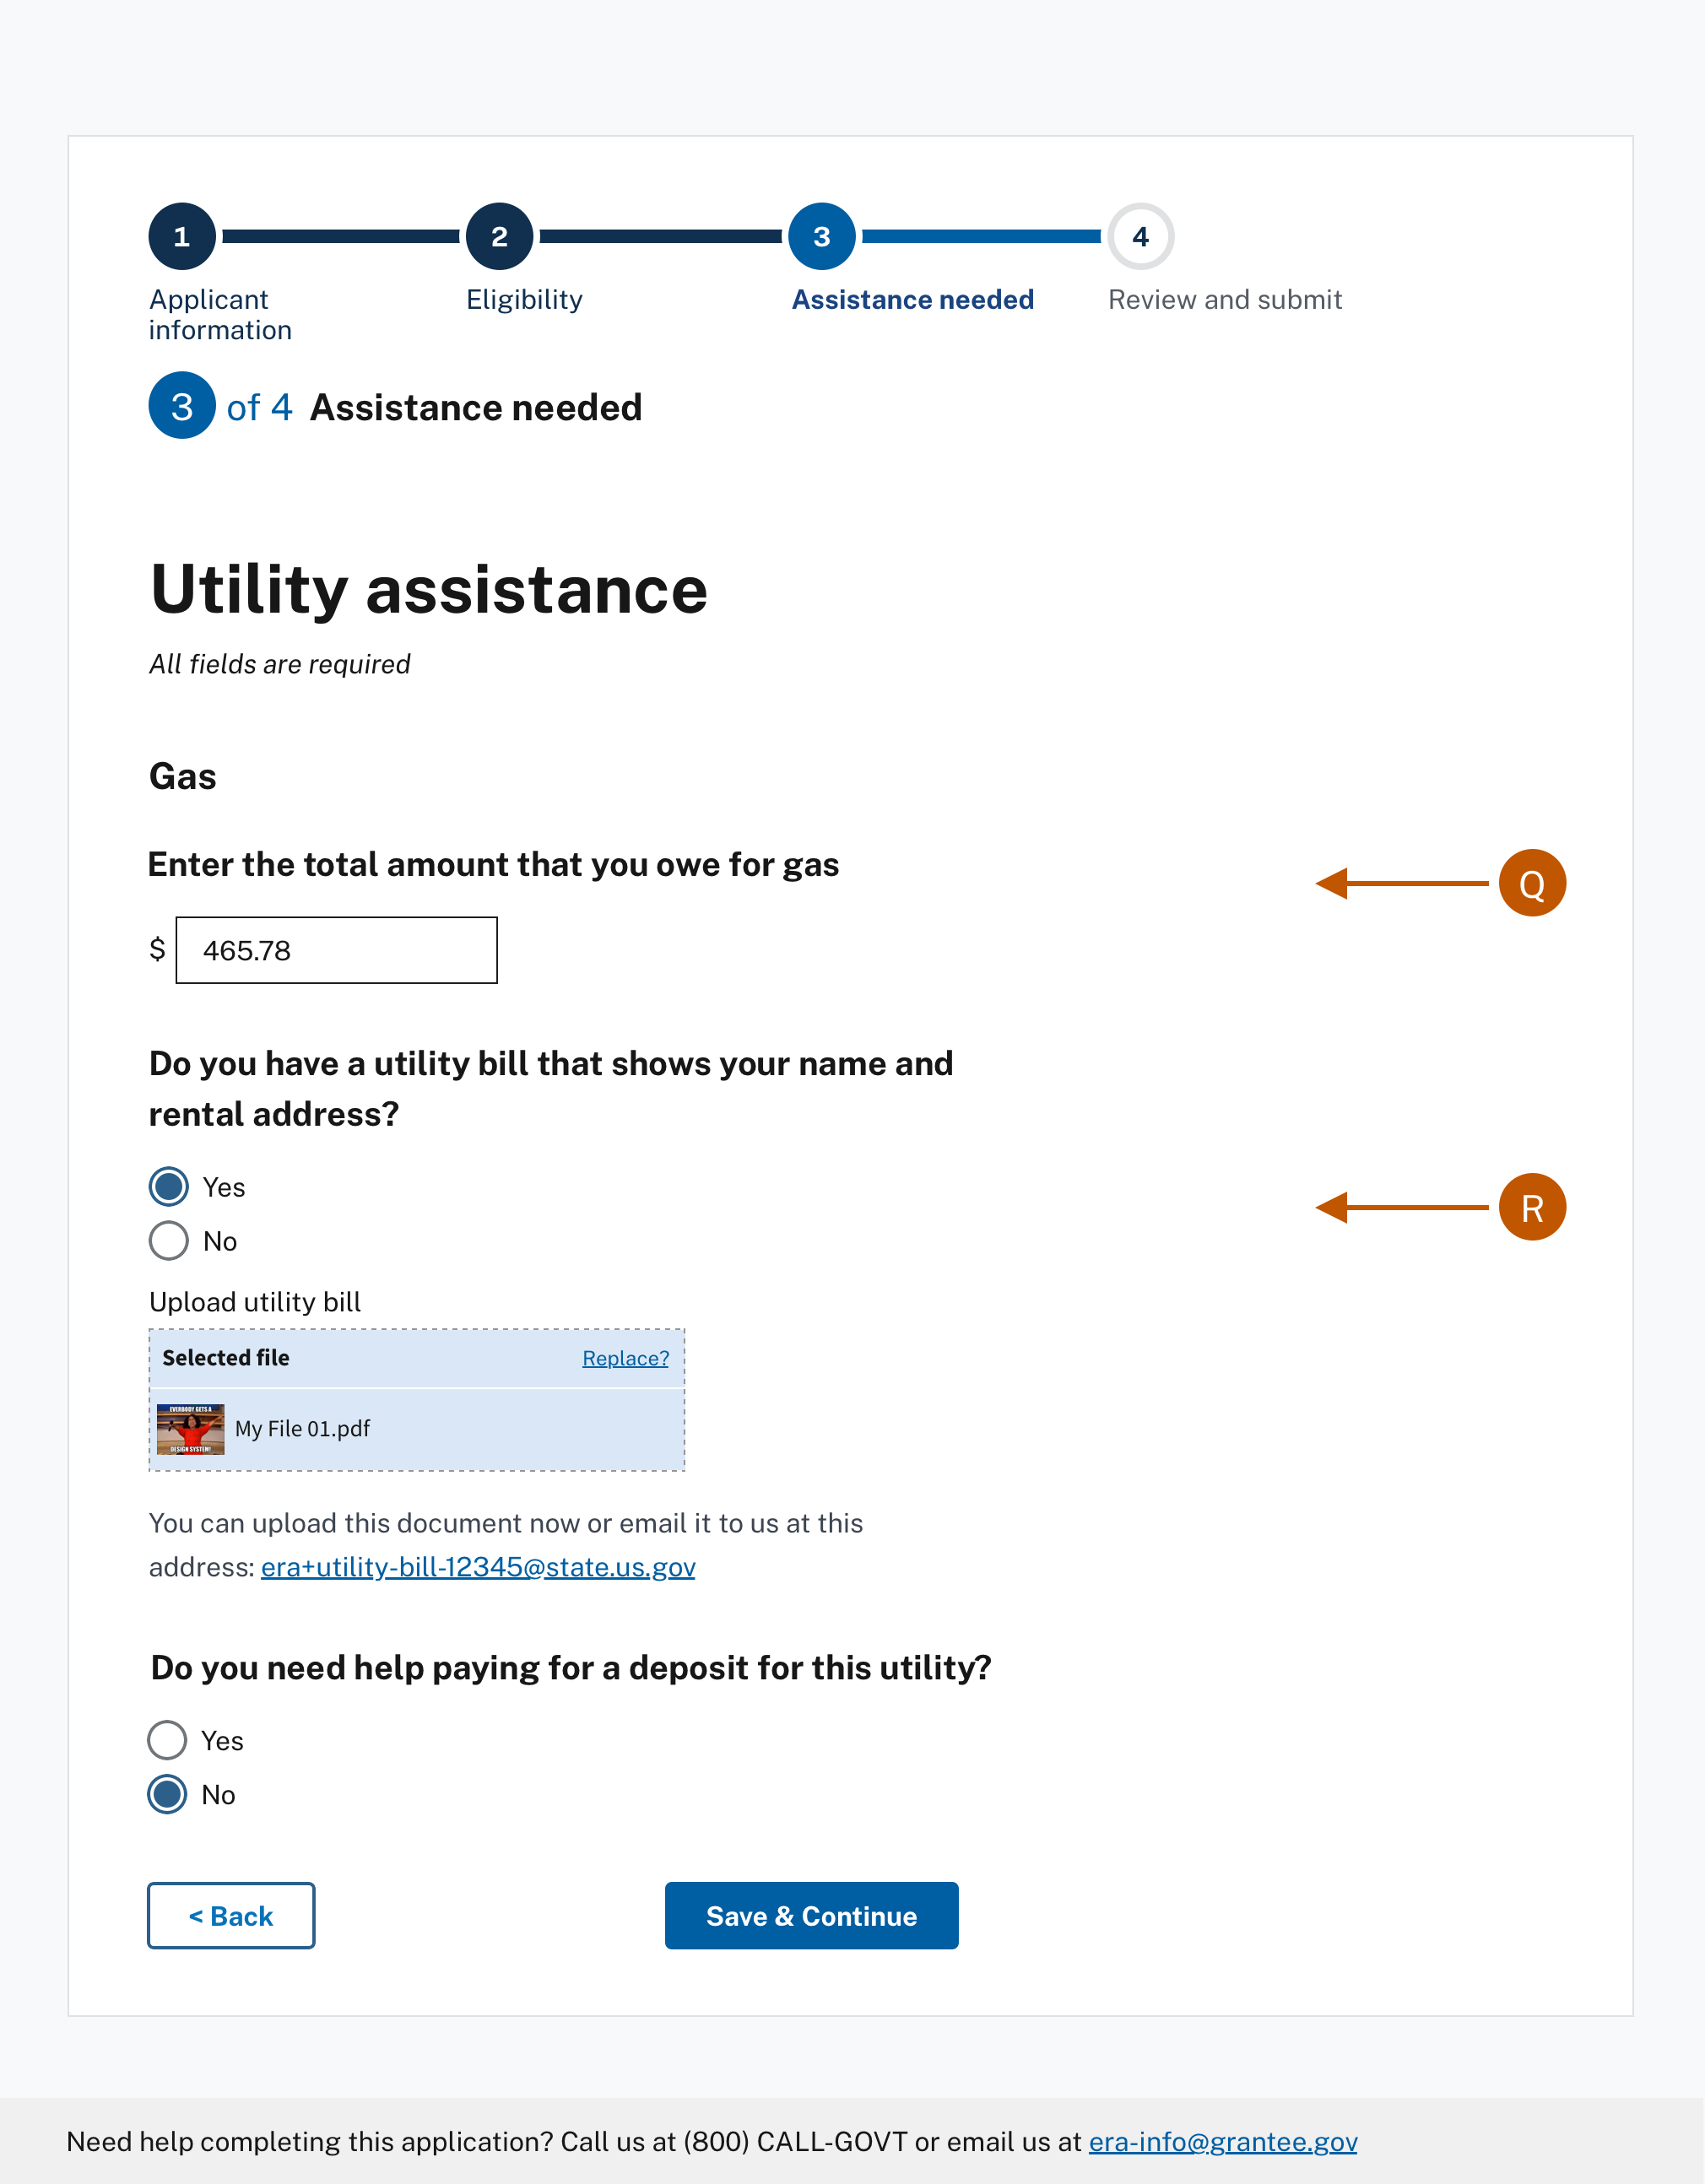 1
2
3
4
Applicant
information
Eligibility
Assistance needed
Review and submit
3 of 4 Assistance needed
Utility assistance
All fields are required
Gas
Enter the total amount that you owe for gas
Q
$ 465.78
Do you have a utility bill that shows your name and
rental address?
Yes
R
No
Upload utility bill
Selected file Replace?
EVERBODY GETS A
DESIGN SYSTEM!
My File 01.pdf
You can upload this document now or email it to us at this
address: era+utility-bill-12345@state.us.gov
Do you need help paying for a deposit for this utility?
Yes
No
< Back
Save & Continue
Need help completing this application? Call us at (800) CALL-GOVT or email us at era-info@grantee.gov